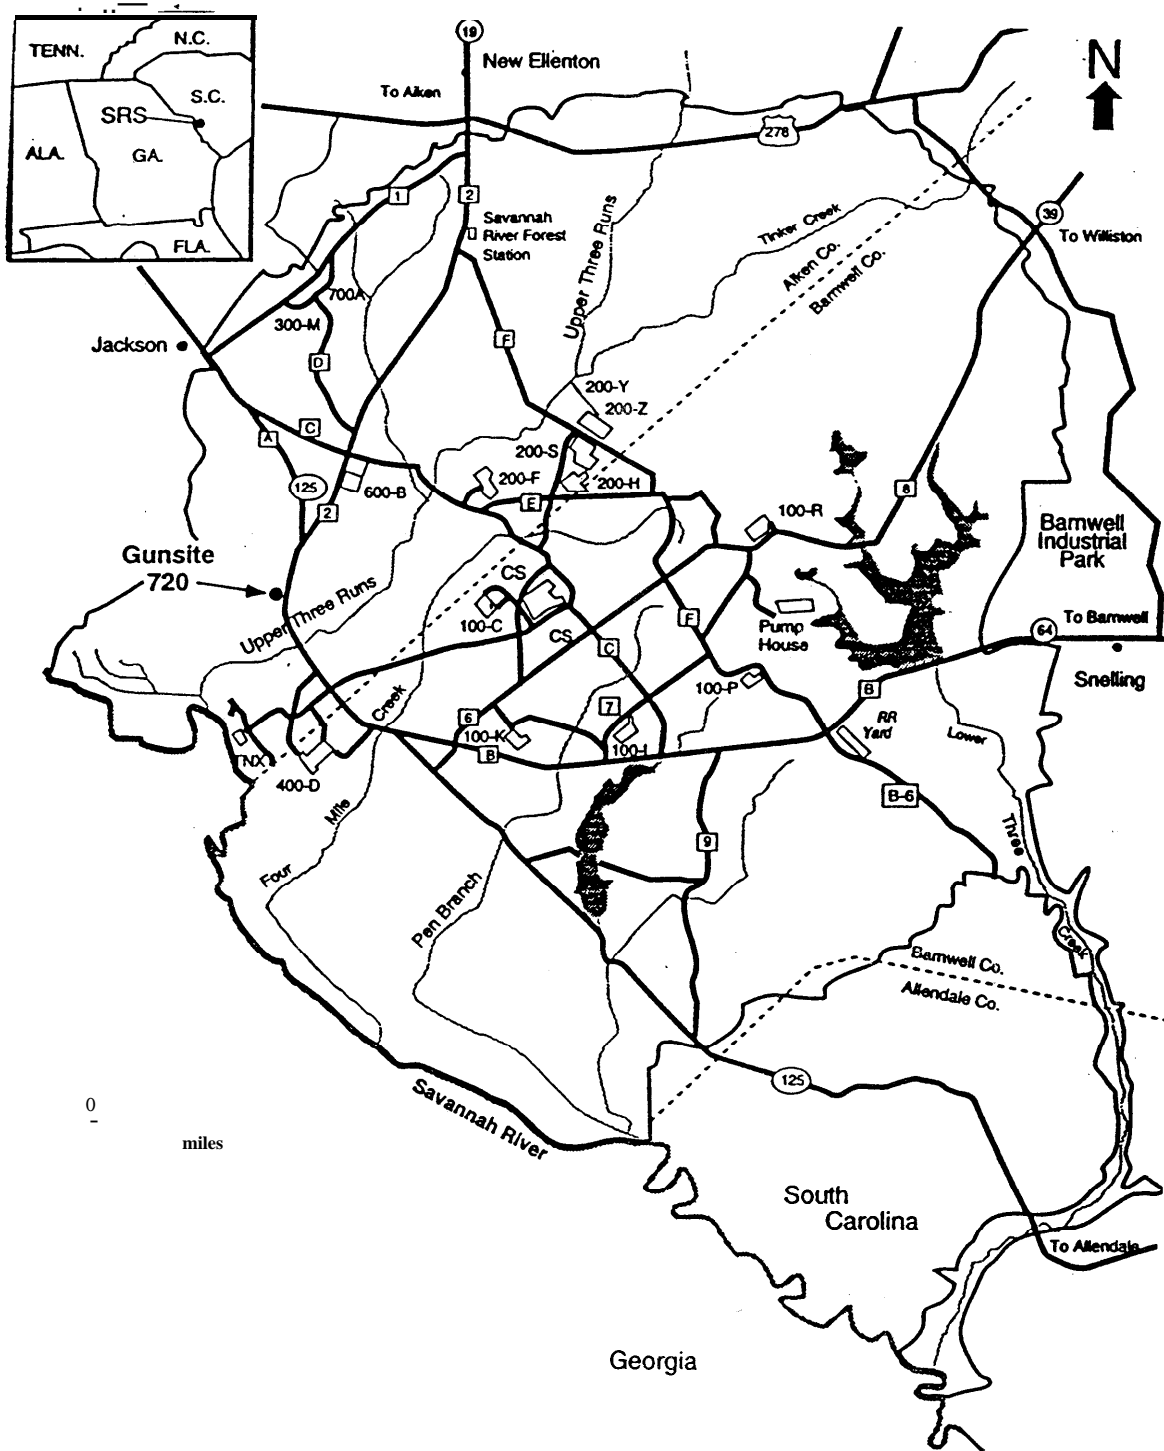 19
New Ellenton
N
TENN.
N.C.
S.C.
SRS
ALA.
GA.
FLA.
To Aiken
278
1
2
Savannah
River Forest
Station
Upper Three Runs
Tinker Creek
Aiken Co.
Barnwell Co.
39
To Williston
700A
300-M
Jackson
D
F
200-Y
200-Z
C
A
200-S
200-F
200-H
125
600-B
2
E
8
100-R
Barnwell
Industrial
Park
Gunsite
720
CS
Upper Three Runs
100-C
CS
C
F
Pump
House
64
To Barnwell
Snelling
100-P
B
7
6
100-K
B
Creek
RR
Yard
Lower
TNX
400-D
B-6
Mile
Three
9
Four
Pen Branch
Creek
Barnwell Co.
Allendale Co.
125
0
miles
Savannah River
South
Carolina
To Allendale
Georgia